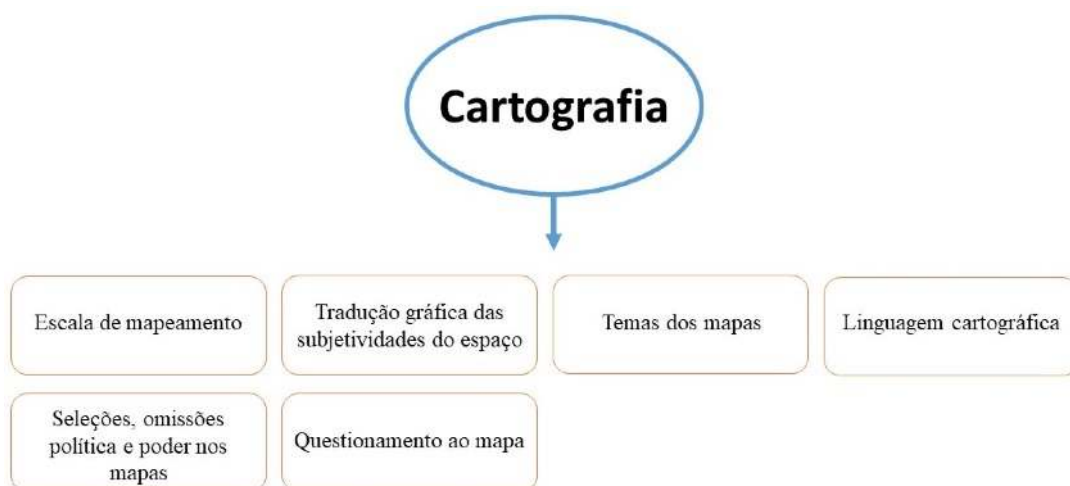 Cartografia
Escala de mapeamento
Tradução gráfica das
subjetividades do espaço
Temas dos mapas
Linguagem cartográfica
Seleções, omissões
política e poder nos
mapas
Questionamento ao mapa